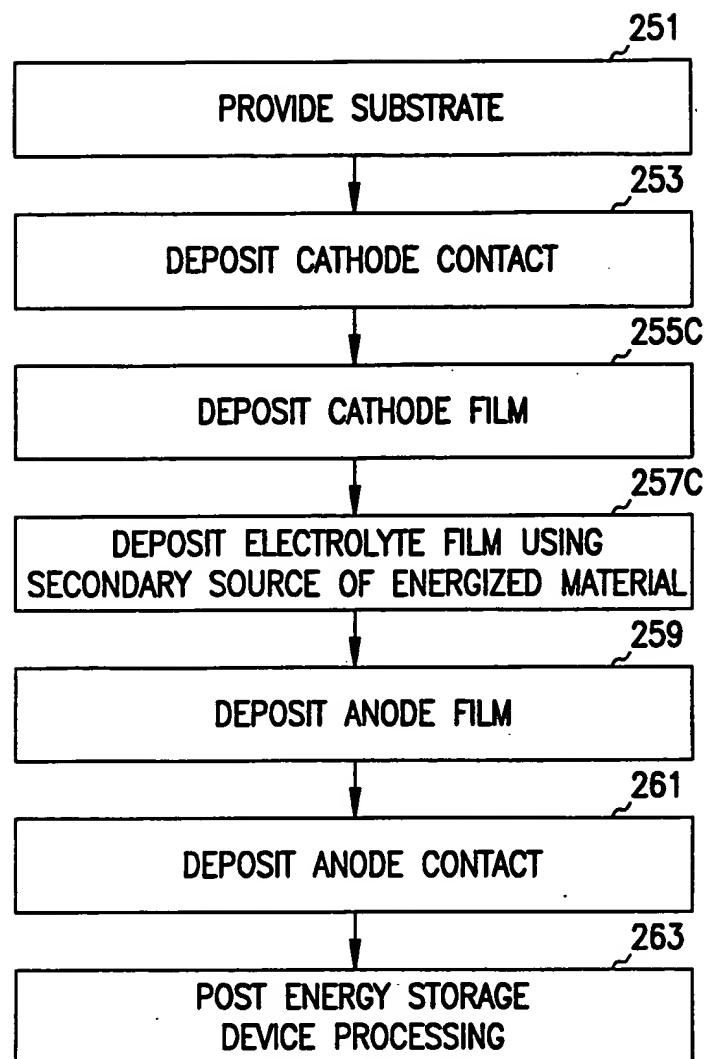 251
PROVIDE SUBSTRATE
253
DEPOSIT CATHODE CONTACT
255C
DEPOSIT CATHODE FILM
257C
DEPOSIT ELECTROLYTE FILM USING
SECONDARY SOURCE OF ENERGIZED MATERIAL
259
DEPOSIT ANODE FILM
261
DEPOSIT ANODE CONTACT
263
POST ENERGY STORAGE
DEVICE PROCESSING